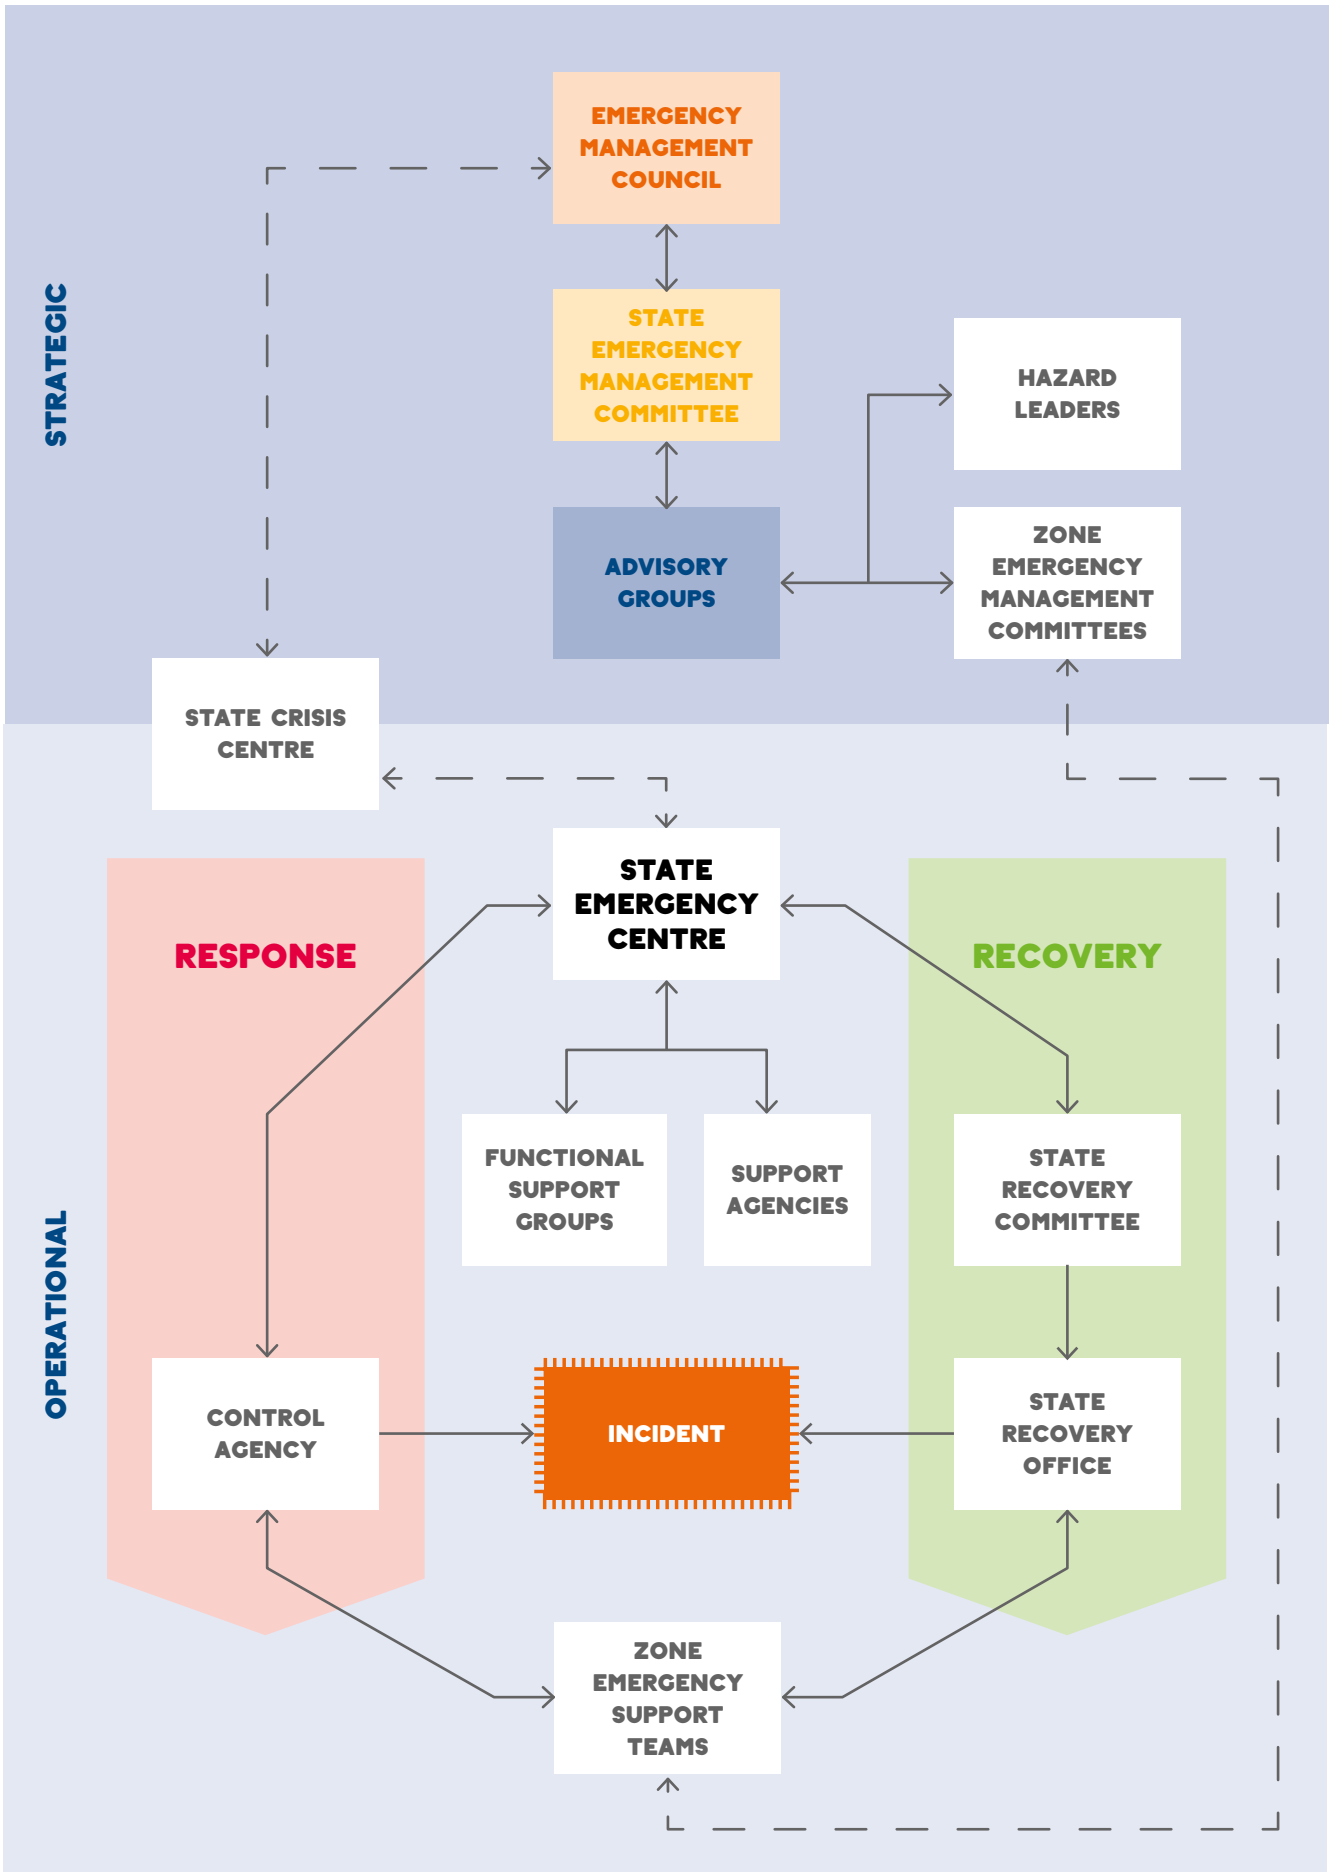 STRATEGIC
EMERGENCY
MANAGEMENT
COUNCIL
STATE
EMERGENCY
MANAGEMENT
COMMITTEE
HAZARD
LEADERS
ADVISORY
GROUPS
ZONE
EMERGENCY
MANAGEMENT
COMMITTEES
STATE CRISIS
CENTRE
OPERATIONAL
STATE
EMERGENCY
CENTRE
RESPONSE
RECOVERY
FUNCTIONAL
SUPPORT
GROUPS
SUPPORT
AGENCIES
STATE
RECOVERY
COMMITTEE
CONTROL
AGENCY
INCIDENT
STATE
RECOVERY
OFFICE
ZONE
EMERGENCY
SUPPORT
TEAMS